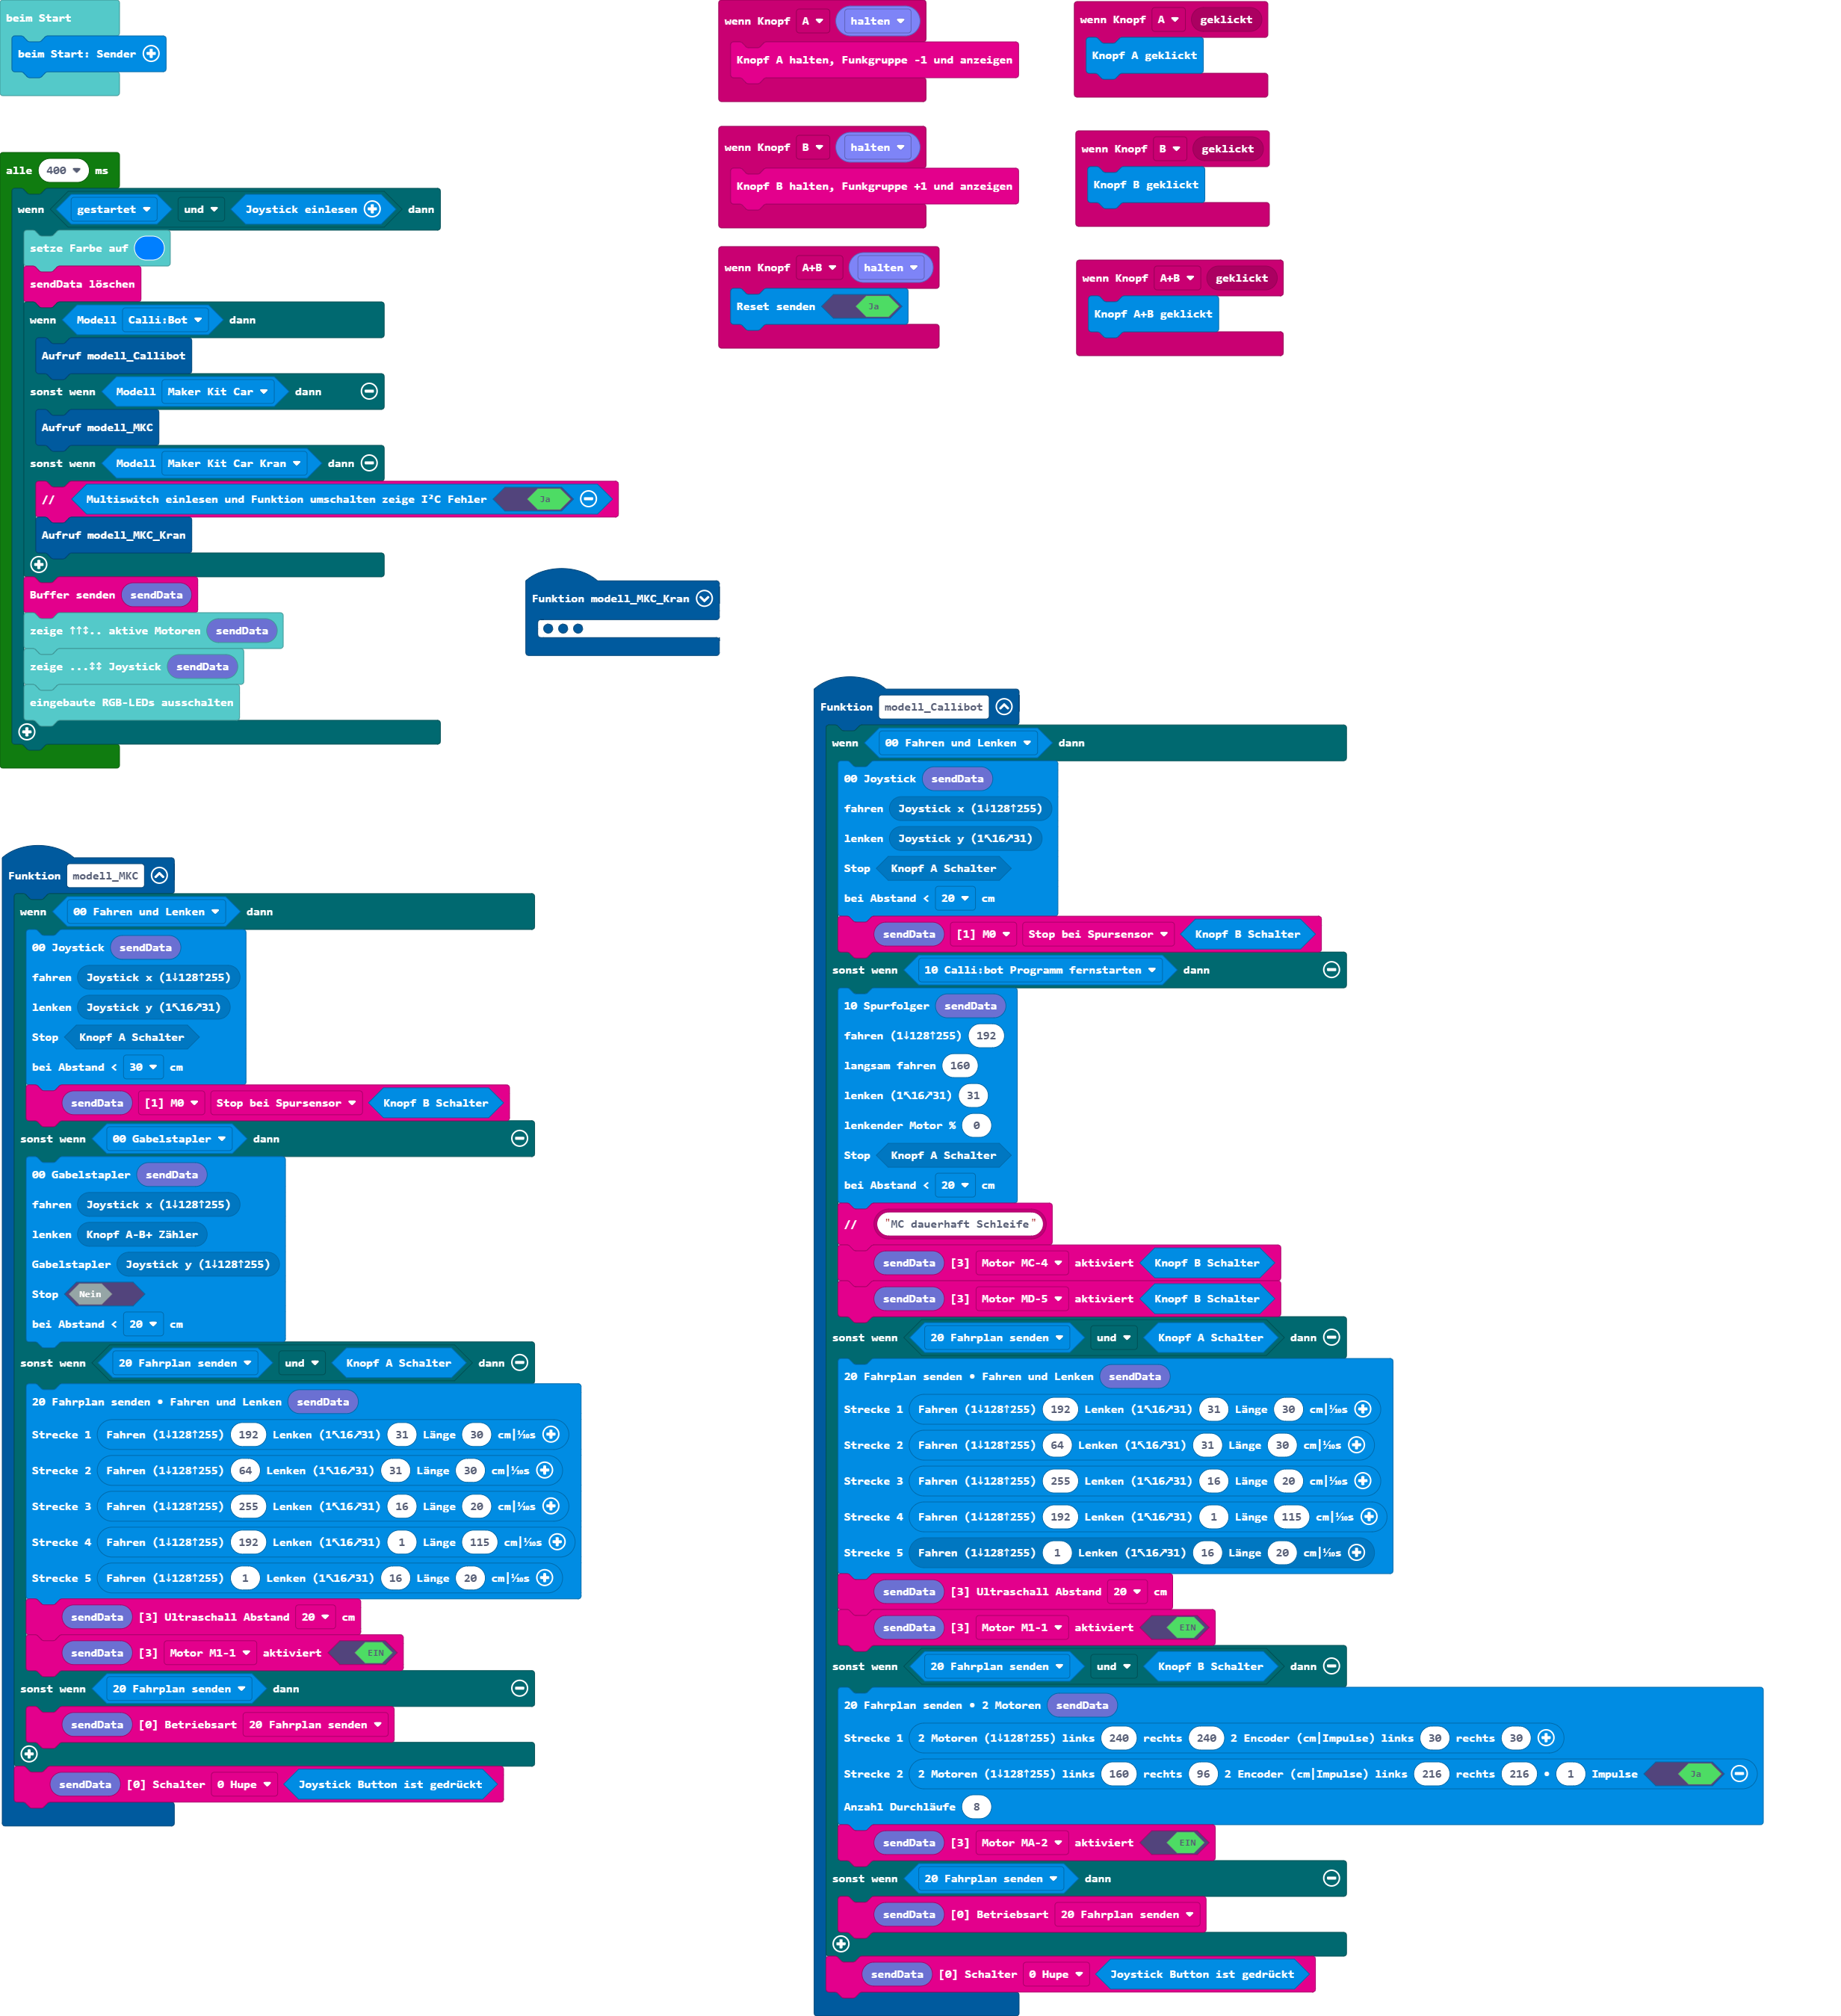 beim Start
beim Start: Sender
alle 400 ms
wenn gestartet und Joystick einlesen dann
setze Farbe auf
sendData löschen
wenn Modell Calli:Bot dann
Aufruf modell_Callibot
sonst wenn Modell Maker Kit Car dann
Aufruf modell_MKC
sonst wenn Modell Maker Kit Car Kran dann
// Multiswitch einlesen und Funktion umschalten zeige I²C Fehler Ja
Aufruf modell_MKC_Kran
Buffer senden sendData
zeige ↑↑↕.. aktive Motoren sendData
zeige ...↕↕ Joystick sendData
eingebaute RGB-LEDs ausschalten
wenn Knopf A halten
Knopf A halten, Funkgruppe -1 und anzeigen
wenn Knopf B halten
Knopf B halten, Funkgruppe +1 und anzeigen
wenn Knopf A+B halten
Reset senden Ja
wenn Knopf A geklickt
Knopf A geklickt
wenn Knopf B geklickt
Knopf B geklickt
wenn Knopf A+B geklickt
Knopf A+B geklickt
Funktion modell_MKC_Kran
Funktion modell_MKC
wenn 00 Fahren und Lenken dann
00 Joystick sendData
fahren Joystick x (1↓128↑255)
lenken Joystick y (1↖16↗31)
Stop Knopf A Schalter
bei Abstand < 30 cm
sendData [1] M0 Stop bei Spursensor Knopf B Schalter
sonst wenn 00 Gabelstapler dann
00 Gabelstapler sendData
fahren Joystick x (1↓128↑255)
lenken Knopf A-B+ Zähler
Gabelstapler Joystick y (1↓128↑255)
Stop Nein
bei Abstand < 20 cm
sonst wenn 20 Fahrplan senden und Knopf A Schalter dann
20 Fahrplan senden • Fahren und Lenken sendData
Strecke 1 Fahren (1↓128↑255) 192 Lenken (1↖16↗31) 31 Länge 30 cm|⅒s
Strecke 2 Fahren (1↓128↑255) 64 Lenken (1↖16↗31) 31 Länge 30 cm|⅒s
Strecke 3 Fahren (1↓128↑255) 255 Lenken (1↖16↗31) 16 Länge 20 cm|⅒s
Strecke 4 Fahren (1↓128↑255) 192 Lenken (1↖16↗31) 1 Länge 115 cm|⅒s
Strecke 5 Fahren (1↓128↑255) 1 Lenken (1↖16↗31) 16 Länge 20 cm|⅒s
sendData [3] Ultraschall Abstand 20 cm
sendData [3] Motor M1-1 aktiviert EIN
sonst wenn 20 Fahrplan senden dann
sendData [0] Betriebsart 20 Fahrplan senden
sendData [0] Schalter 0 Hupe Joystick Button ist gedrückt
Funktion modell_Callibot
wenn 00 Fahren und Lenken dann
00 Joystick sendData
fahren Joystick x (1↓128↑255)
lenken Joystick y (1↖16↗31)
Stop Knopf A Schalter
bei Abstand < 20 cm
sendData [1] M0 Stop bei Spursensor Knopf B Schalter
sonst wenn 10 Calli:bot Programm fernstarten dann
10 Spurfolger sendData
fahren (1↓128↑255) 192
langsam fahren 160
lenken (1↖16↗31) 31
lenkender Motor % 0
Stop Knopf A Schalter
bei Abstand < 20 cm
// "MC dauerhaft Schleife"
sendData [3] Motor MC-4 aktiviert Knopf B Schalter
sendData [3] Motor MD-5 aktiviert Knopf B Schalter
sonst wenn 20 Fahrplan senden und Knopf A Schalter dann
20 Fahrplan senden • Fahren und Lenken sendData
Strecke 1 Fahren (1↓128↑255) 192 Lenken (1↖16↗31) 31 Länge 30 cm|⅒s
Strecke 2 Fahren (1↓128↑255) 64 Lenken (1↖16↗31) 31 Länge 30 cm|⅒s
Strecke 3 Fahren (1↓128↑255) 255 Lenken (1↖16↗31) 16 Länge 20 cm|⅒s
Strecke 4 Fahren (1↓128↑255) 192 Lenken (1↖16↗31) 1 Länge 115 cm|⅒s
Strecke 5 Fahren (1↓128↑255) 1 Lenken (1↖16↗31) 16 Länge 20 cm|⅒s
sendData [3] Ultraschall Abstand 20 cm
sendData [3] Motor M1-1 aktiviert EIN
sonst wenn 20 Fahrplan senden und Knopf B Schalter dann
20 Fahrplan senden • 2 Motoren sendData
Strecke 1 2 Motoren (1↓128↑255) links 240 rechts 240 2 Encoder (cm|Impulse) links 30 rechts 30
Strecke 2 2 Motoren (1↓128↑255) links 160 rechts 96 2 Encoder (cm|Impulse) links 216 rechts 216 • 1 Impulse Ja
Anzahl Durchläufe 8
sendData [3] Motor MA-2 aktiviert EIN
sonst wenn 20 Fahrplan senden dann
sendData [0] Betriebsart 20 Fahrplan senden
sendData [0] Schalter 0 Hupe Joystick Button ist gedrückt